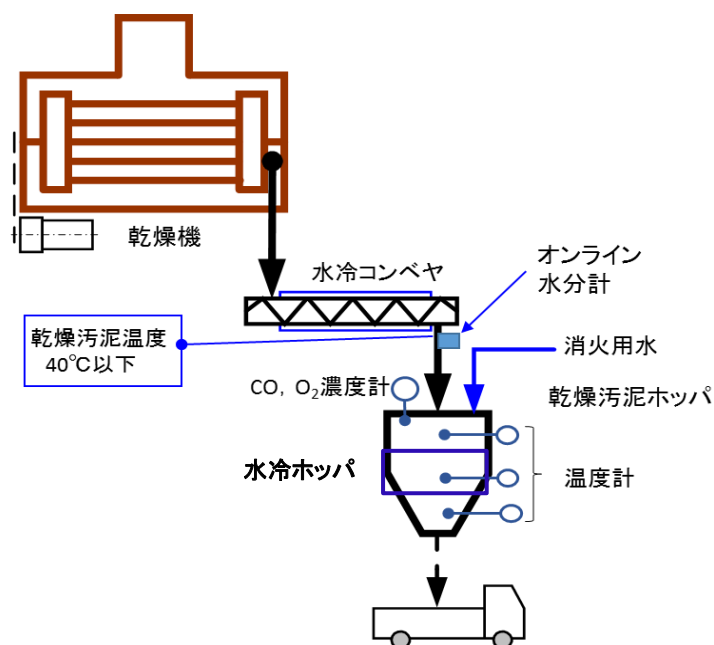 乾燥機
水冷コンベヤ
オンライン
水分計
乾燥汚泥温度
40℃以下
消火用水
CO, O₂濃度計
乾燥汚泥ホッパ
水冷ホッパ
温度計